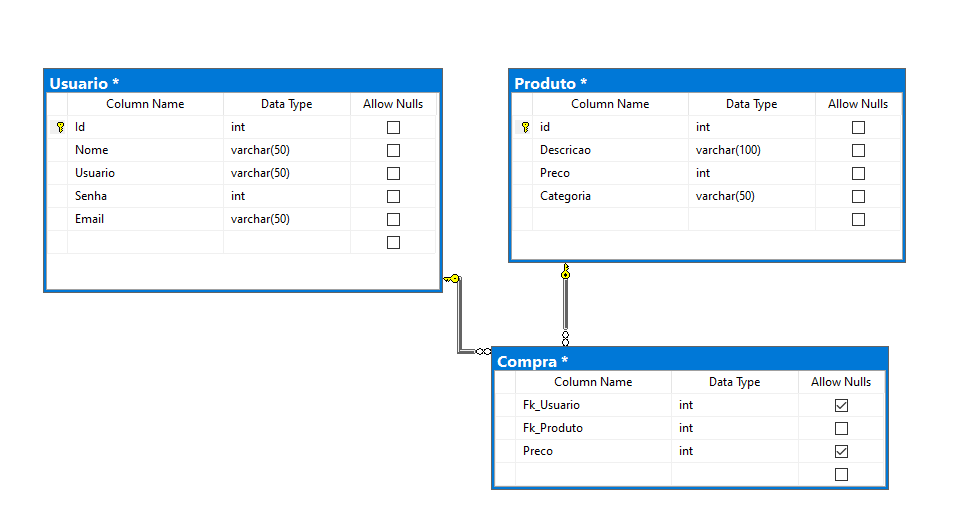 Usuario *
Column Name Data Type Allow Nulls
Id int
Nome varchar(50)
Usuario varchar(50)
Senha int
Email varchar(50)
Produto *
Column Name Data Type Allow Nulls
id int
Descricao varchar(100)
Preco int
Categoria varchar(50)
Compra *
Column Name Data Type Allow Nulls
Fk_Usuario int
Fk_Produto int
Preco int